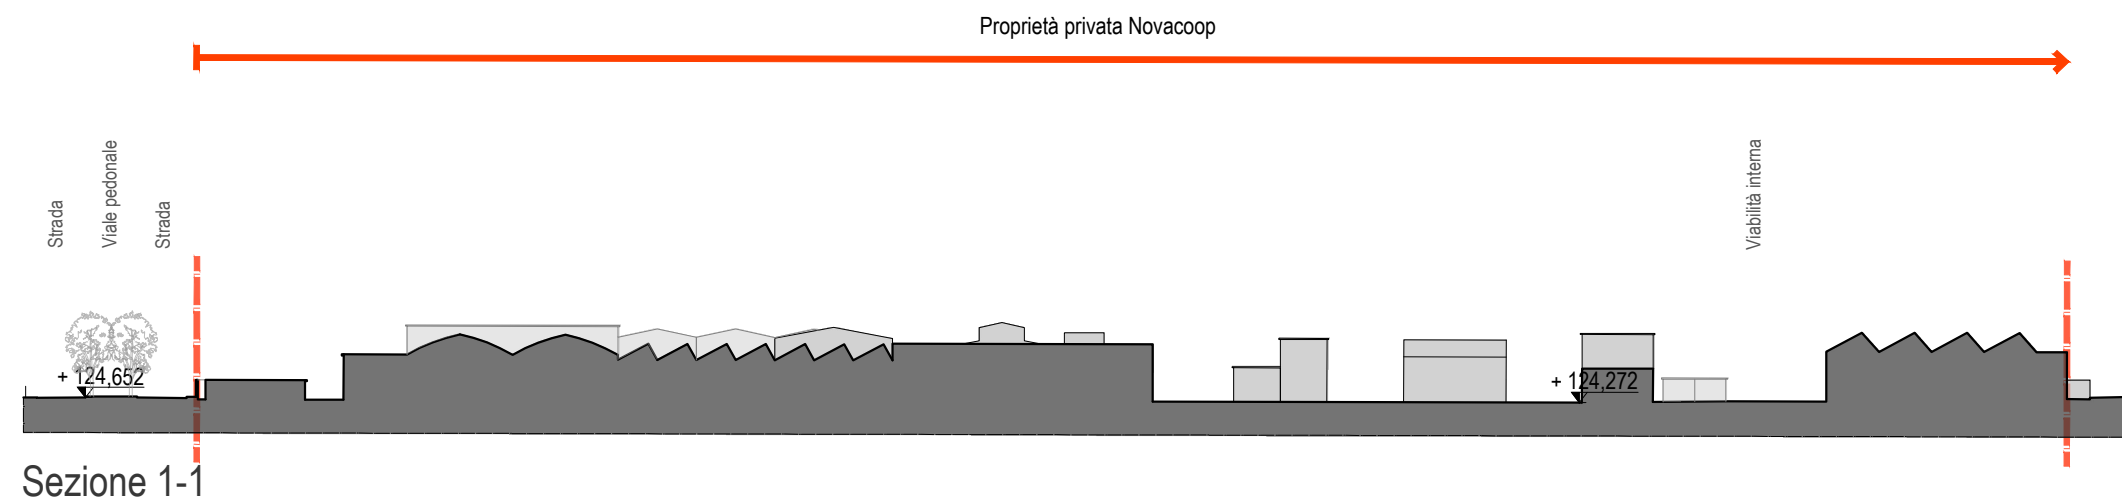 Proprietà privata Novacoop
Strada
Viale pedonale
Strada
Viabilità interna
+ 124,652
+ 124,272
Sezione 1-1